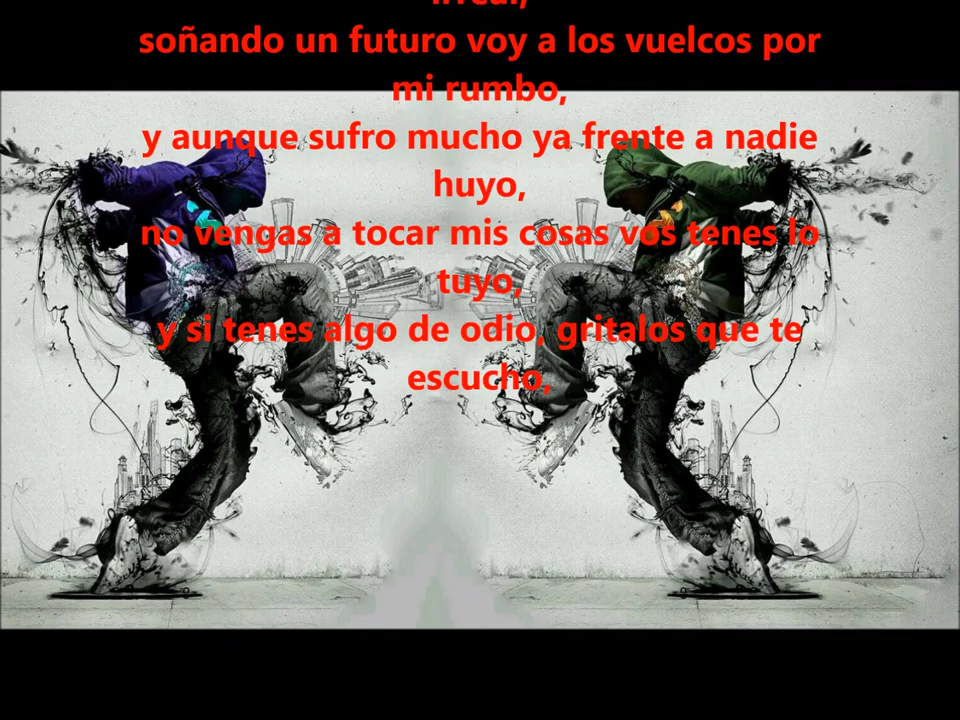 soñando un futuro voy a los vuelcos por
mi rumbo,
y aunque sufro mucho ya frente a nadie
huyo,
no vengas a tocar mis cosas vos tenes lo
tuyo,
y si tenes algo de odio, gritalos que te
escucho,